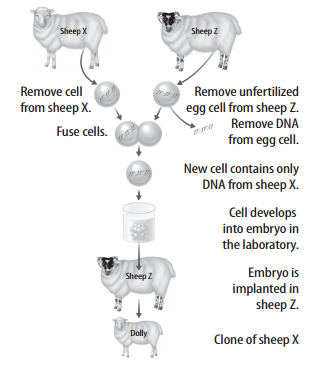 Sheep X
Sheep Z
Remove cell
from sheep X.
Remove unfertilized
egg cell from sheep Z.
Remove DNA
from egg cell.
Fuse cells.
New cell contains only
DNA from sheep X.
Cell develops
into embryo in
the laboratory.
Sheep Z
Embryo is
implanted in
sheep Z.
Dolly
Clone of sheep X